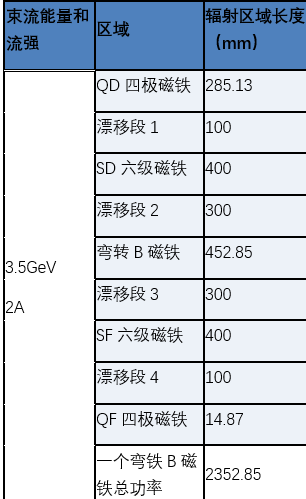 束流能量和 区域 辐射区域长度
流强 （mm）
QD 四极磁铁 285.13
漂移段 1 100
SD 六级磁铁 400
漂移段 2 300
弯转 B 磁铁 452.85
3.5GeV 漂移段 3 300
2A SF 六级磁铁 400
漂移段 4 100
QF 四极磁铁 14.87
一个弯铁 B 磁 2352.85
铁总功率